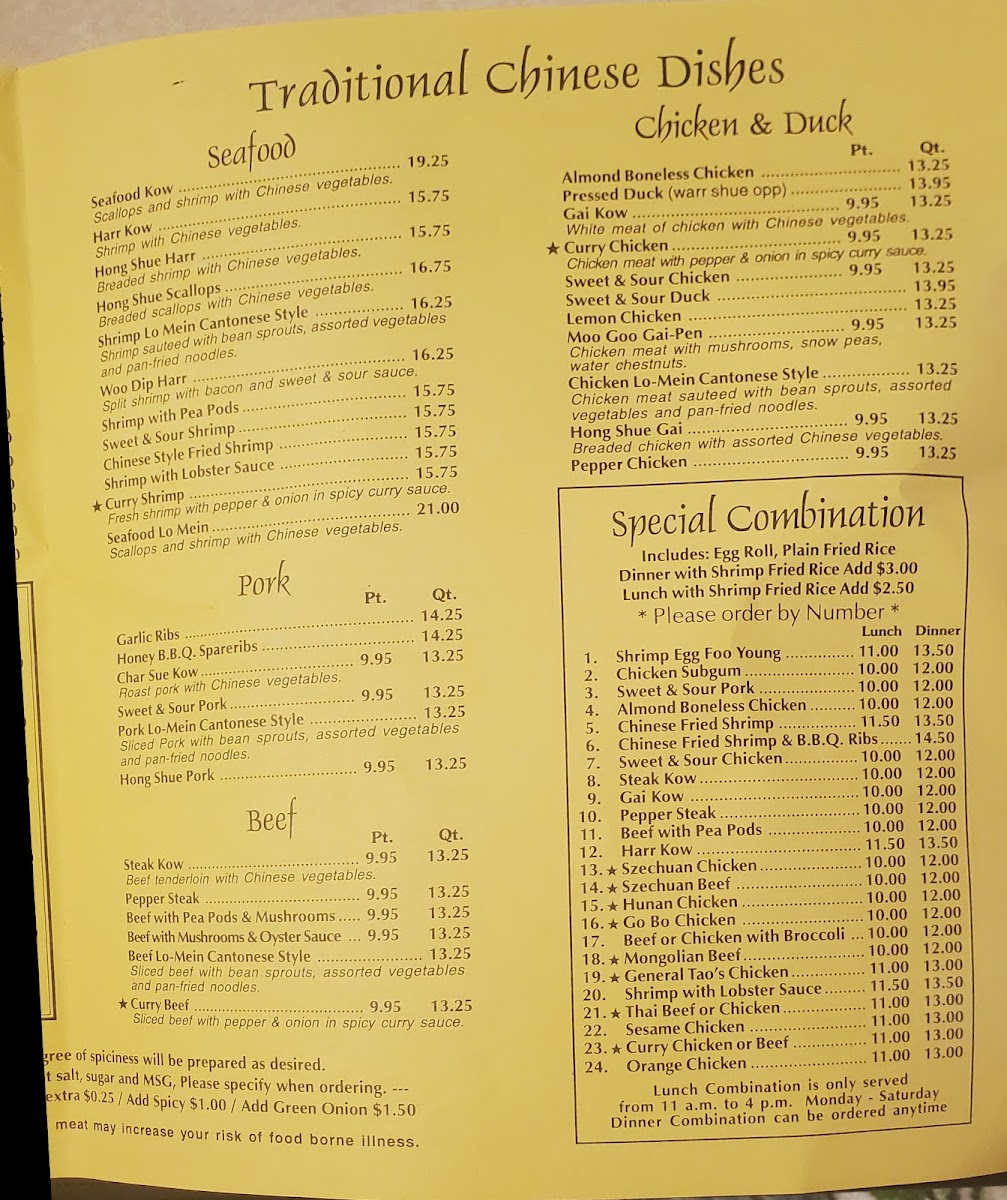 Traditional Chinese Dishes
Seafood
Seafood Kow ........ 19.25
Scallops and shrimp with Chinese vegetables.
Harr Kow ........ 15.75
Shrimp with Chinese vegetables.
Hong Shue Harr ........ 15.75
Breaded shrimp with Chinese vegetables.
Hong Shue Scallops ........ 16.75
Breaded scallops with Chinese vegetables.
Shrimp Lo Mein Cantonese Style ........ 16.25
Shrimp sauteed with bean sprouts, assorted vegetables
and pan-fried noodles.
Woo Dip Harr ........ 16.25
Split shrimp with bacon and sweet & sour sauce.
Shrimp with Pea Pods ........ 15.75
Sweet & Sour Shrimp ........ 15.75
Chinese Style Fried Shrimp ........ 15.75
Shrimp with Lobster Sauce ........ 15.75
★ Curry Shrimp ........ 15.75
Fresh shrimp with pepper & onion in spicy curry sauce.
Seafood Lo Mein ........ 21.00
Scallops and shrimp with Chinese vegetables.
Pork
Pt. Qt.
Garlic Ribs ........ 14.25
Honey B.B.Q. Spareribs ........ 14.25
Char Sue Kow ........ 9.95 13.25
Roast pork with Chinese vegetables.
Sweet & Sour Pork ........ 9.95 13.25
Pork Lo-Mein Cantonese Style ........ 13.25
Sliced Pork with bean sprouts, assorted vegetables
and pan-fried noodles.
Hong Shue Pork ........ 9.95 13.25
Beef
Pt. Qt.
Steak Kow ........ 9.95 13.25
Beef tenderloin with Chinese vegetables.
Pepper Steak ........ 9.95 13.25
Beef with Pea Pods & Mushrooms ..... 9.95 13.25
Beef with Mushrooms & Oyster Sauce ... 9.95 13.25
Beef Lo-Mein Cantonese Style ........ 13.25
Sliced beef with bean sprouts, assorted vegetables
and pan-fried noodles.
★ Curry Beef ........ 9.95 13.25
Sliced beef with pepper & onion in spicy curry sauce.
gree of spiciness will be prepared as desired.
t salt, sugar and MSG, Please specify when ordering. ---
extra $0.25 / Add Spicy $1.00 / Add Green Onion $1.50
meat may increase your risk of food borne illness.
Chicken & Duck
Pt. Qt.
Almond Boneless Chicken ........ 13.25
Pressed Duck (warr shue opp) ........ 13.95
Gai Kow ........ 9.95 13.25
White meat of chicken with Chinese vegetables.
★ Curry Chicken ........ 9.95 13.25
Chicken meat with pepper & onion in spicy curry sauce.
Sweet & Sour Chicken ........ 9.95 13.25
Sweet & Sour Duck ........ 13.95
Lemon Chicken ........ 13.25
Moo Goo Gai-Pen ........ 9.95 13.25
Chicken meat with mushrooms, snow peas,
water chestnuts.
Chicken Lo-Mein Cantonese Style ........ 13.25
Chicken meat sauteed with bean sprouts, assorted
vegetables and pan-fried noodles.
Hong Shue Gai ........ 9.95 13.25
Breaded chicken with assorted Chinese vegetables.
Pepper Chicken ........ 9.95 13.25
Special Combination
Includes: Egg Roll, Plain Fried Rice
Dinner with Shrimp Fried Rice Add $3.00
Lunch with Shrimp Fried Rice Add $2.50
* Please order by Number *
Lunch Dinner
1. Shrimp Egg Foo Young ........ 11.00 13.50
2. Chicken Subgum ........ 10.00 12.00
3. Sweet & Sour Pork ........ 10.00 12.00
4. Almond Boneless Chicken ........ 10.00 12.00
5. Chinese Fried Shrimp ........ 11.50 13.50
6. Chinese Fried Shrimp & B.B.Q. Ribs ....... 14.50
7. Sweet & Sour Chicken ........ 10.00 12.00
8. Steak Kow ........ 10.00 12.00
9. Gai Kow ........ 10.00 12.00
10. Pepper Steak ........ 10.00 12.00
11. Beef with Pea Pods ........ 10.00 12.00
12. Harr Kow ........ 11.50 13.50
13. ★ Szechuan Chicken ........ 10.00 12.00
14. ★ Szechuan Beef ........ 10.00 12.00
15. ★ Hunan Chicken ........ 10.00 12.00
16. ★ Go Bo Chicken ........ 10.00 12.00
17. Beef or Chicken with Broccoli ... 10.00 12.00
18. ★ Mongolian Beef ........ 10.00 12.00
19. ★ General Tao's Chicken ........ 11.00 13.00
20. Shrimp with Lobster Sauce ........ 11.50 13.50
21. ★ Thai Beef or Chicken ........ 11.00 13.00
22. Sesame Chicken ........ 11.00 13.00
23. ★ Curry Chicken or Beef ........ 11.00 13.00
24. Orange Chicken ........ 11.00 13.00
Lunch Combination is only served
from 11 a.m. to 4 p.m. Monday - Saturday
Dinner Combination can be ordered anytime